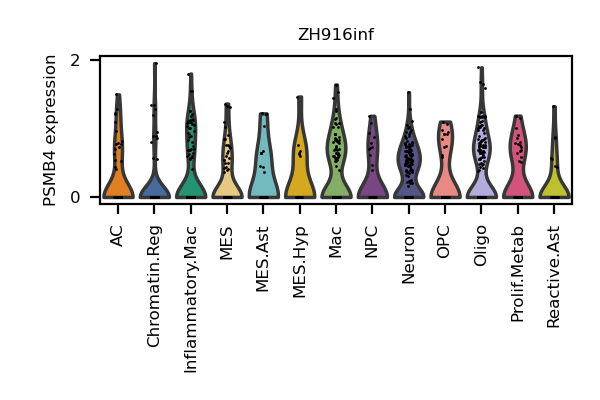 ZH916inf
PSMB4 expression
2
0
AC
Chromatin.Reg
Inflammatory.Mac
MES
MES.Ast
MES.Hyp
Mac
NPC
Neuron
OPC
Oligo
Prolif.Metab
Reactive.Ast